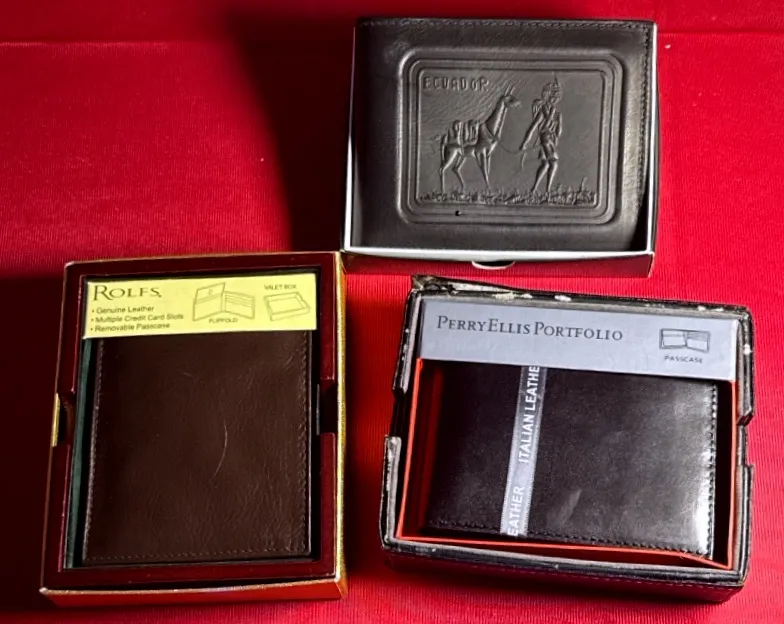 ECUADOR
ROLFS
• Genuine Leather
• Multiple Credit Card Slots
• Removable Passcase
FLIPFOLD
VALET BOX
PERRY ELLIS PORTFOLIO
PASSCASE
ITALIAN LEATHE
EATHER